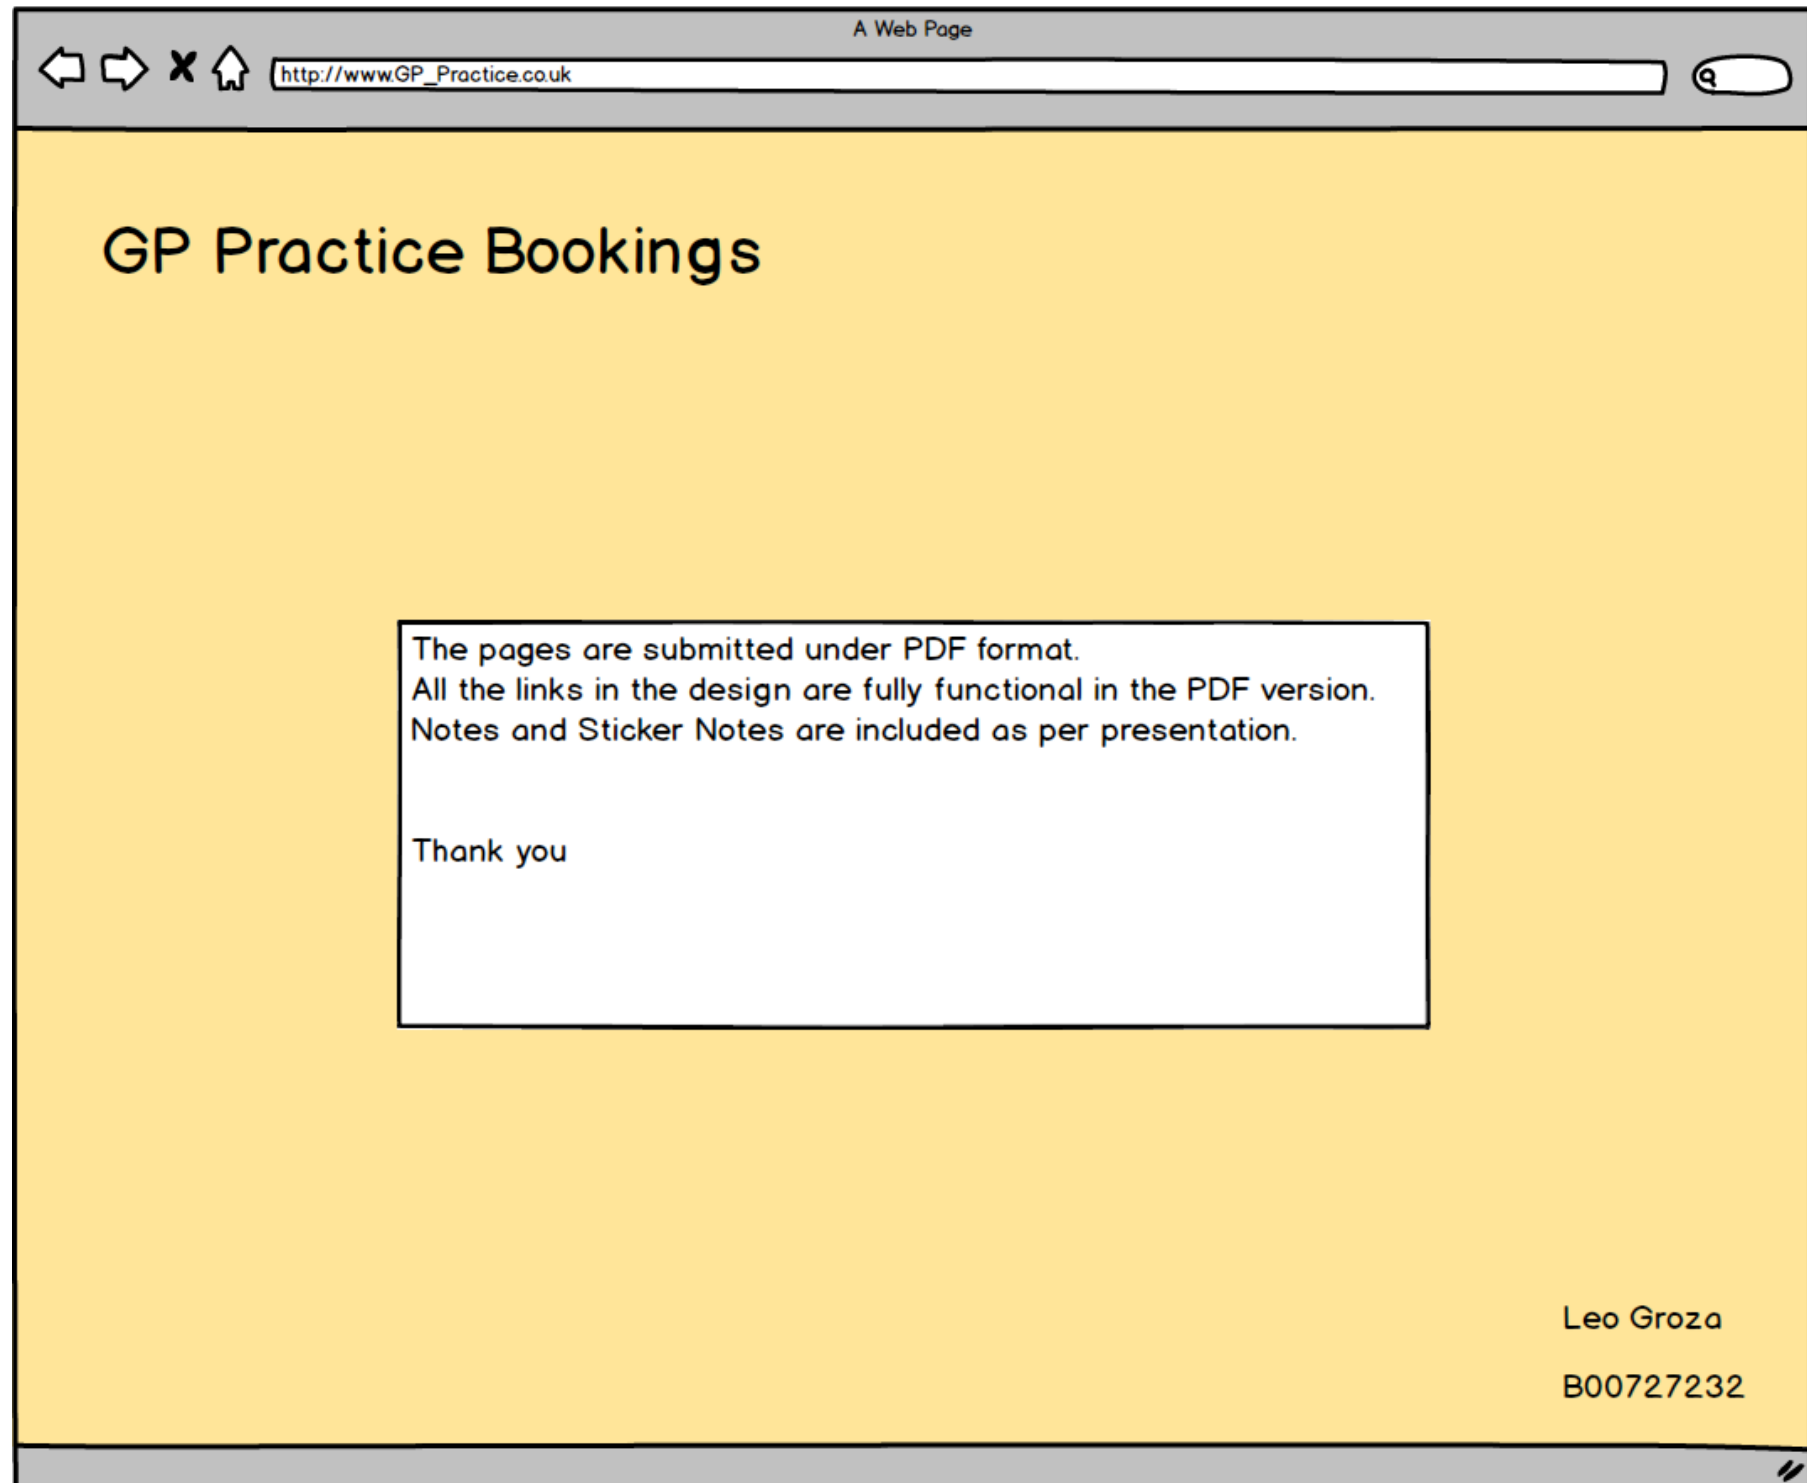 A Web Page
http://www.GP_Practice.co.uk
GP Practice Bookings
The pages are submitted under PDF format.
All the links in the design are fully functional in the PDF version.
Notes and Sticker Notes are included as per presentation.
Thank you
Leo Groza
B00727232